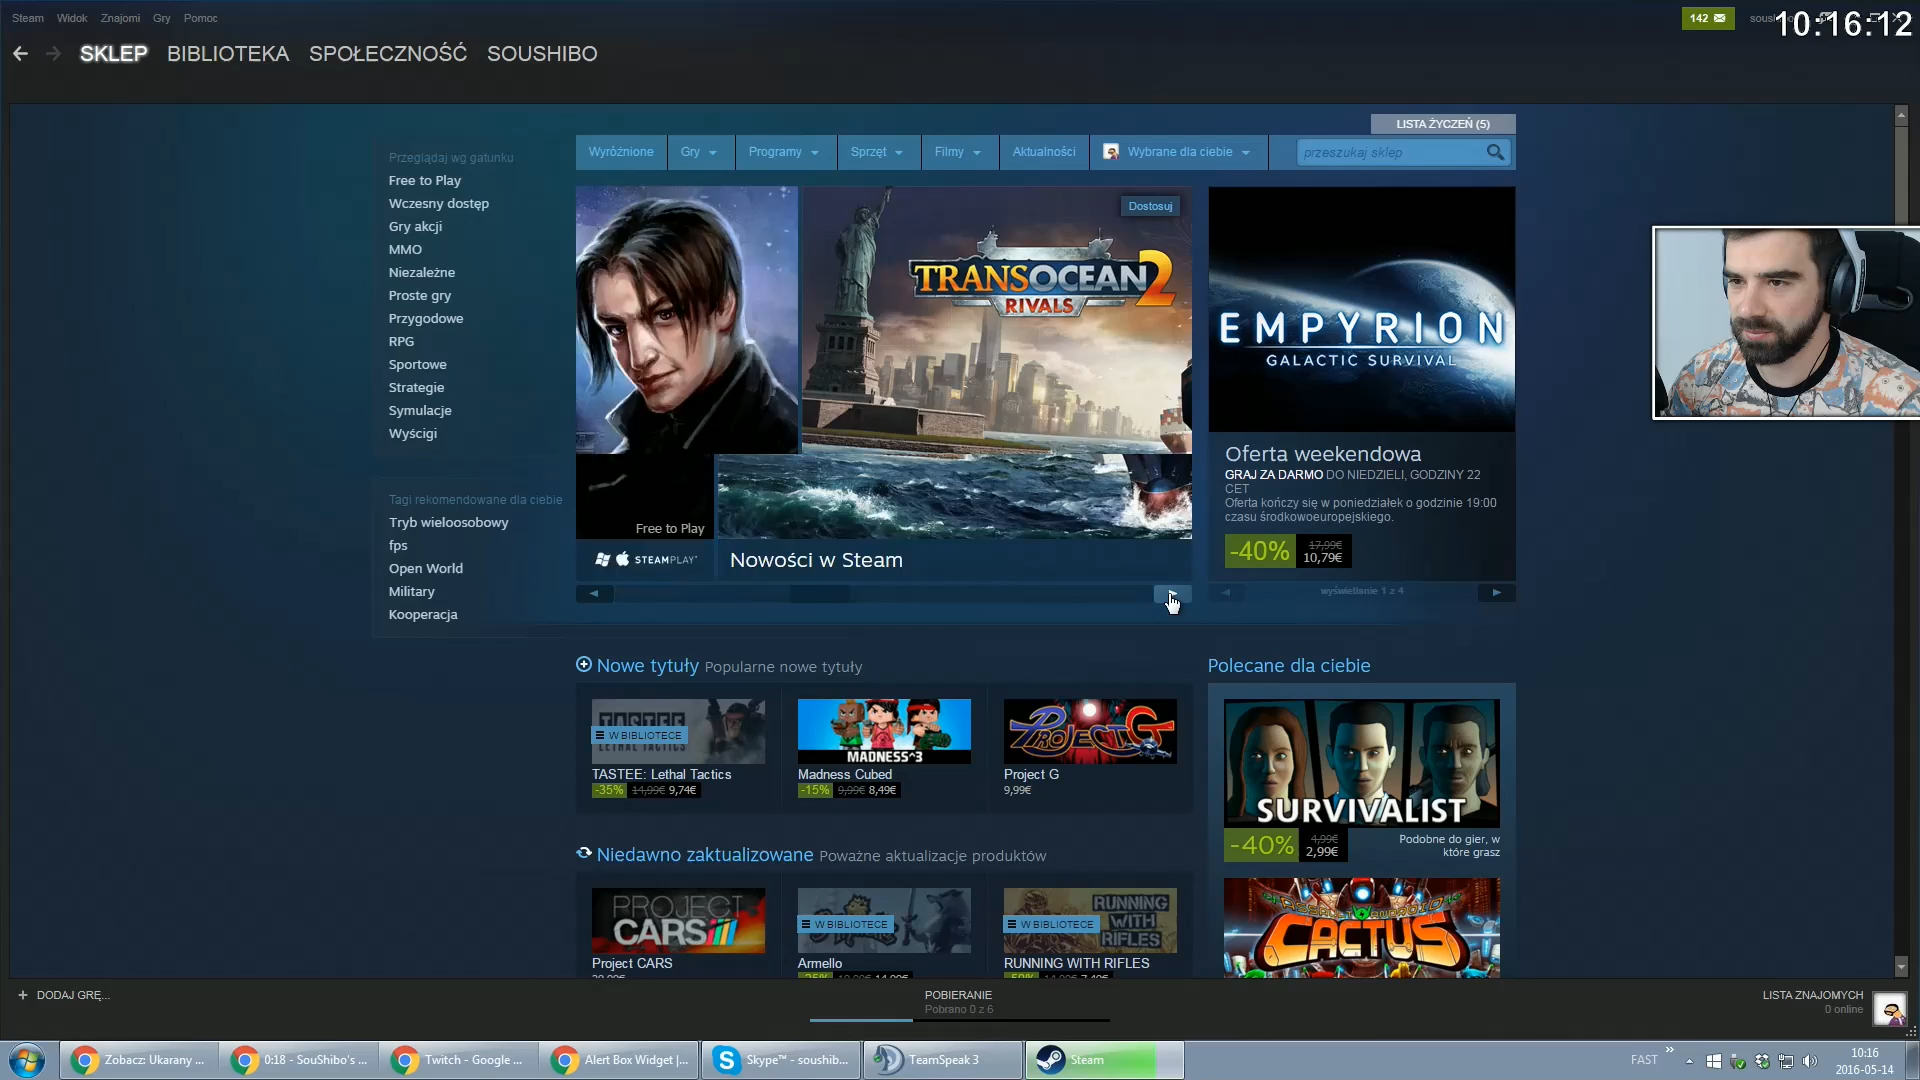 Steam Widok Znajomi Gry Pomoc
142
10:16:12
SKLEP BIBLIOTEKA SPOŁECZNOŚĆ SOUSHIBO
LISTA ŻYCZEŃ (5)
Wyróżnione Gry Programy Sprzęt Filmy Aktualności Wybrane dla ciebie przeszukaj sklep
Przeglądaj wg gatunku
Free to Play
Wczesny dostęp
Gry akcji
MMO
Niezależne
Proste gry
Przygodowe
RPG
Sportowe
Strategie
Symulacje
Wyścigi
Tagi rekomendowane dla ciebie
Tryb wieloosobowy
fps
Open World
Military
Kooperacja
Dostosuj
TRANSOCEAN 2
RIVALS
Free to Play
STEAMPLAY
Nowości w Steam
EMPYRION
GALACTIC SURVIVAL
Oferta weekendowa
GRAJ ZA DARMO DO NIEDZIELI, GODZINY 22
CET
Oferta kończy się w poniedziałek o godzinie 19:00
czasu środkowoeuropejskiego.
-40% 17,99€
10,79€
wyświetlanie 1 z 4
Nowe tytuły Popularne nowe tytuły
TASTEE
LETHAL TACTICS
W BIBLIOTECE
MADNESS^3
PROJECT G
TASTEE: Lethal Tactics
-35% 14,99€ 9,74€
Madness Cubed
-15% 9,99€ 8,49€
Project G
9,99€
Niedawno zaktualizowane Poważne aktualizacje produktów
PROJECT
CARS
W BIBLIOTECE
W BIBLIOTECE
RUNNING
WITH
RIFLES
Project CARS
Armello
RUNNING WITH RIFLES
Polecane dla ciebie
SURVIVALIST
-40% 4,99€
2,99€
Podobne do gier, w
które grasz
ASSAULT ANDROID
CACTUS
DODAJ GRĘ...
POBIERANIE
Pobrano 0 z 6
LISTA ZNAJOMYCH
0 online
Zobacz: Ukarany ...
0:18 - SouShibo's ...
Twitch - Google ...
Alert Box Widget |...
Skype™ - soushib...
TeamSpeak 3
Steam
FAST
10:16
2016-05-14